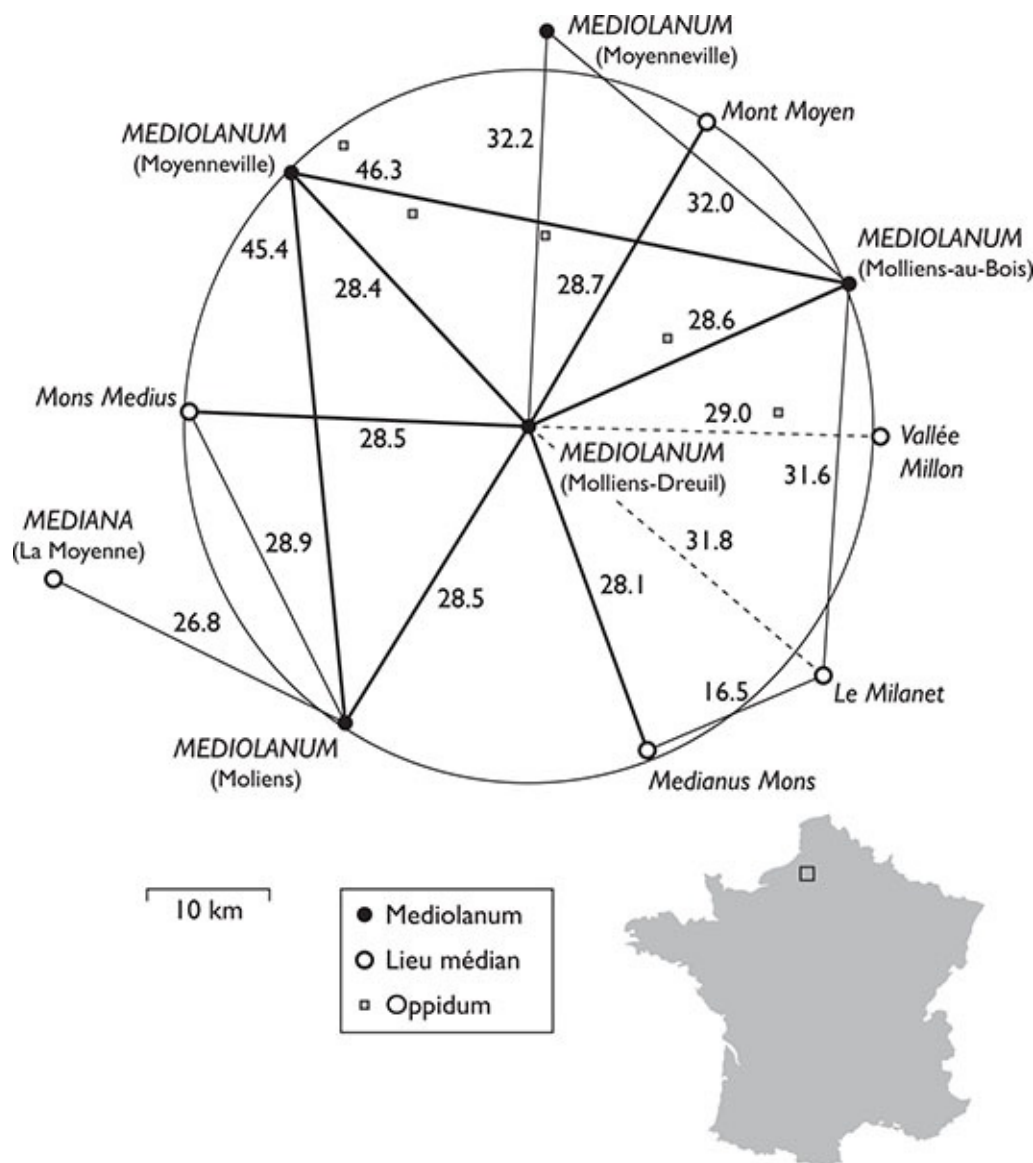 MEDIOLANUM
(Moyenneville)
Mont Moyen
MEDIOLANUM
(Moyenneville)
32.2
46.3
32.0
MEDIOLANUM
(Molliens-au-Bois)
45.4
28.4
28.7
28.6
Mons Medius
28.5
29.0
Vallée
Millon
MEDIOLANUM
(Molliens-Dreuil)
31.6
MEDIANA
(La Moyenne)
28.9
31.8
26.8
28.5
28.1
16.5
Le Milanet
MEDIOLANUM
(Moliens)
Medianus Mons
10 km
Mediolanum
Lieu médian
Oppidum